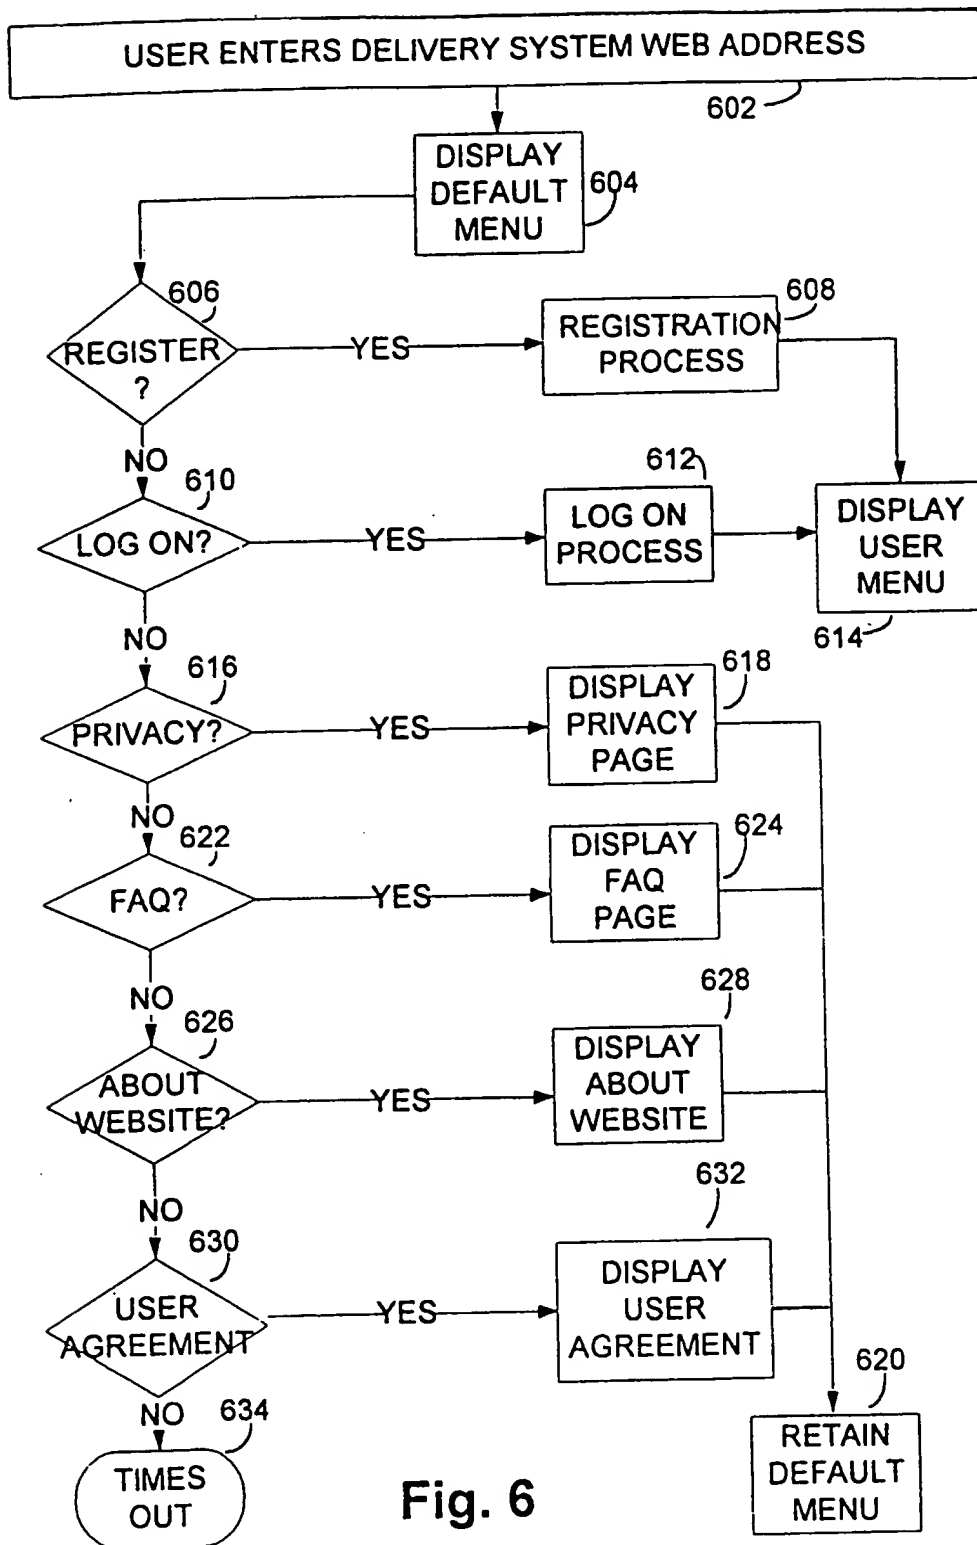 USER ENTERS DELIVERY SYSTEM WEB ADDRESS
602
DISPLAY
DEFAULT
MENU
604
606
REGISTER
?
YES
REGISTRATION
PROCESS
608
NO
610
LOG ON?
YES
612
LOG ON
PROCESS
DISPLAY
USER
MENU
614
NO
616
PRIVACY?
YES
DISPLAY
PRIVACY
PAGE
618
NO
622
FAQ?
YES
DISPLAY
FAQ
PAGE
624
NO
626
ABOUT
WEBSITE?
YES
628
DISPLAY
ABOUT
WEBSITE
NO
630
USER
AGREEMENT
YES
632
DISPLAY
USER
AGREEMENT
NO
634
TIMES
OUT
620
RETAIN
DEFAULT
MENU
Fig. 6